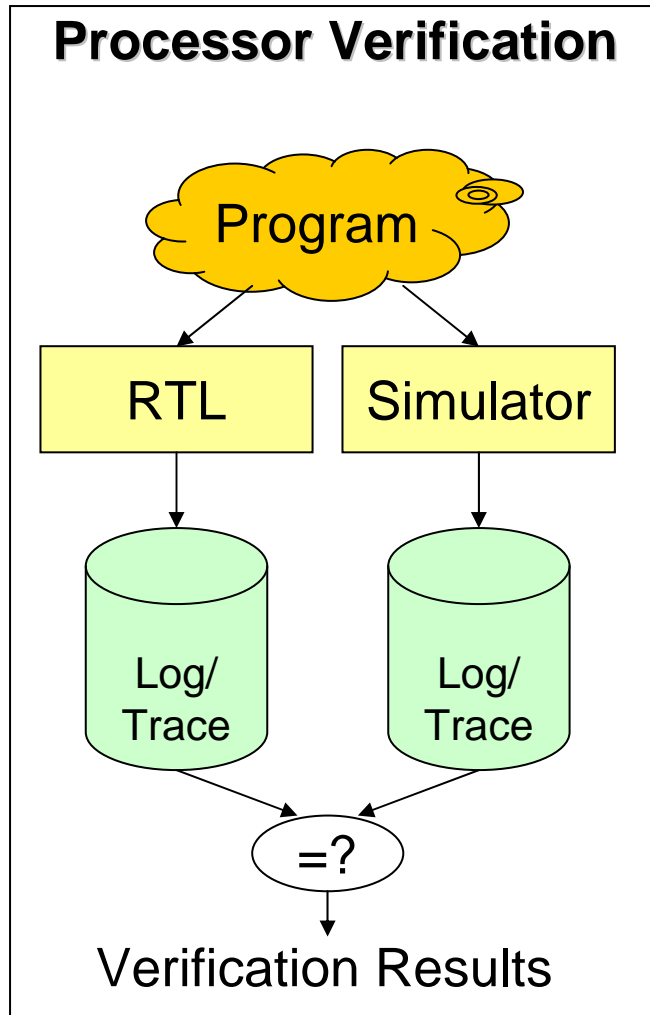 Processor Verification
Program
RTL
Simulator
Log/
Trace
Log/
Trace
=?
Verification Results